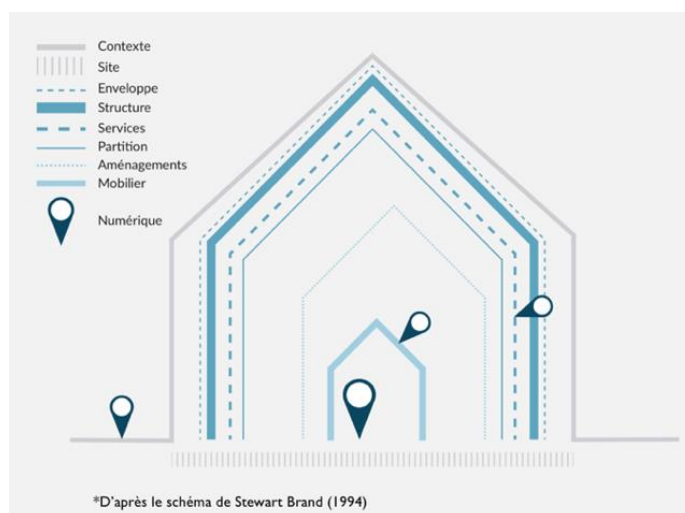 Contexte
Site
Enveloppe
Structure
Services
Partition
Aménagements
Mobilier
Numérique
*D'après le schéma de Stewart Brand (1994)